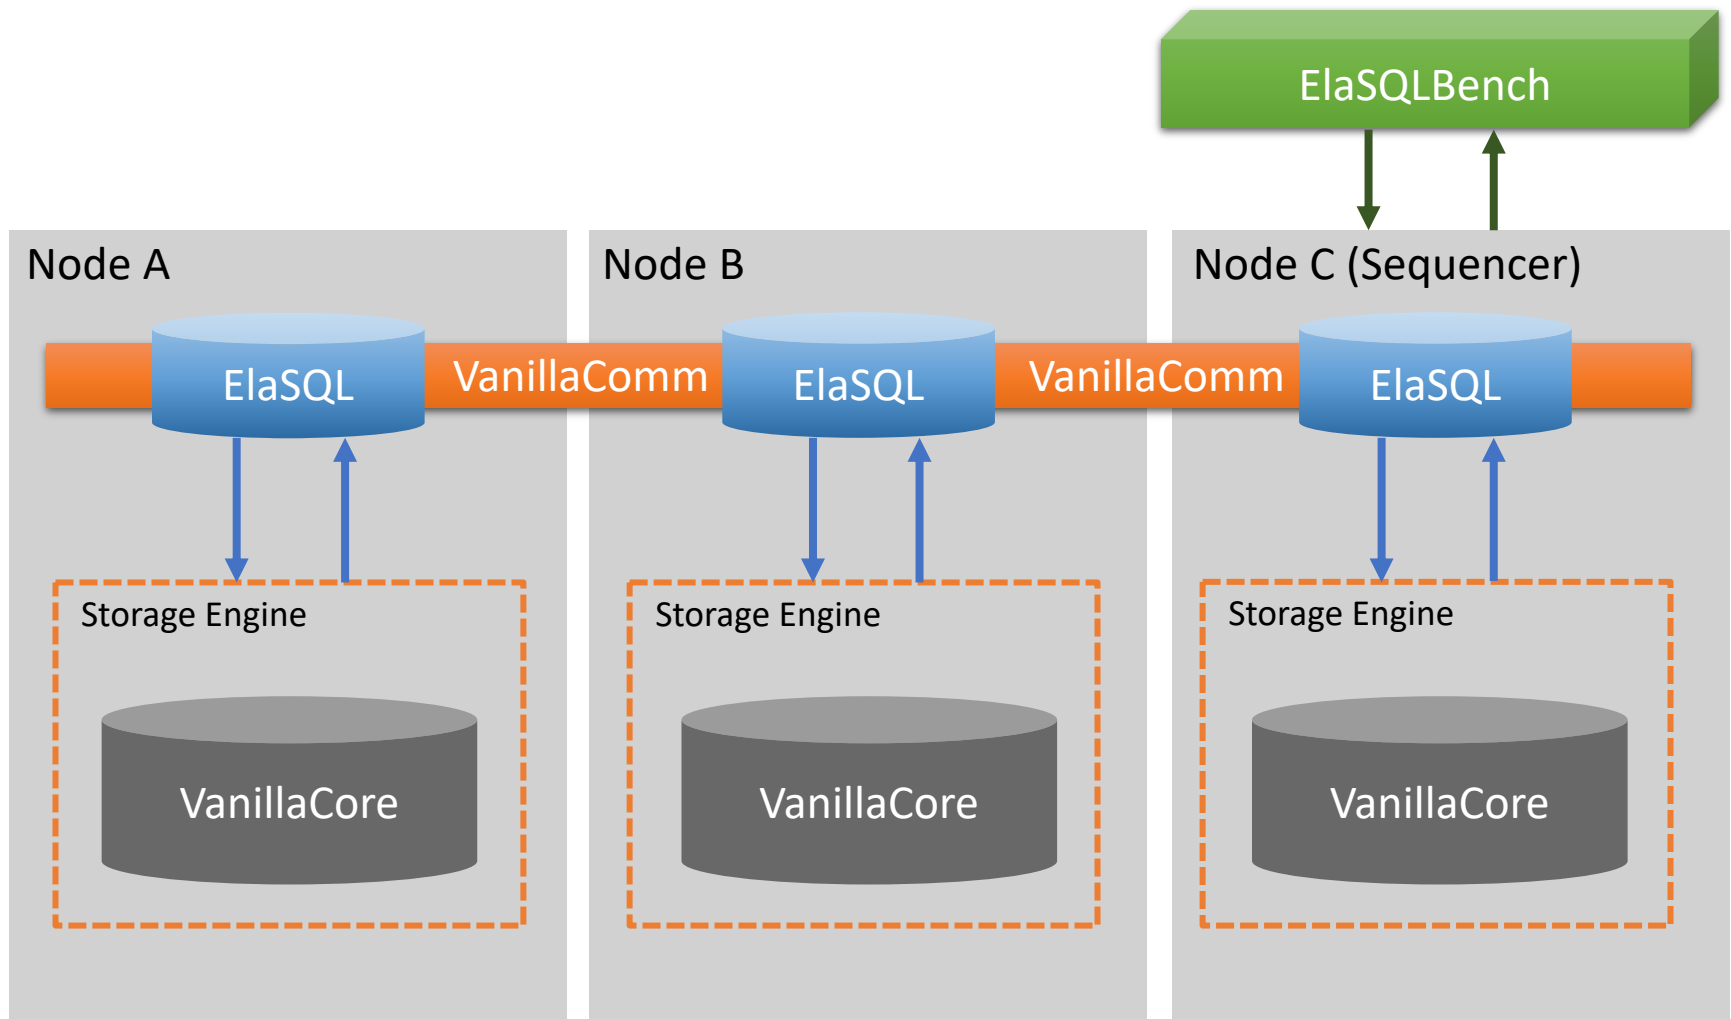 ElaSQLBench
Node A
Node B
Node C (Sequencer)
ElaSQL
VanillaComm
ElaSQL
VanillaComm
ElaSQL
Storage Engine
Storage Engine
Storage Engine
VanillaCore
VanillaCore
VanillaCore